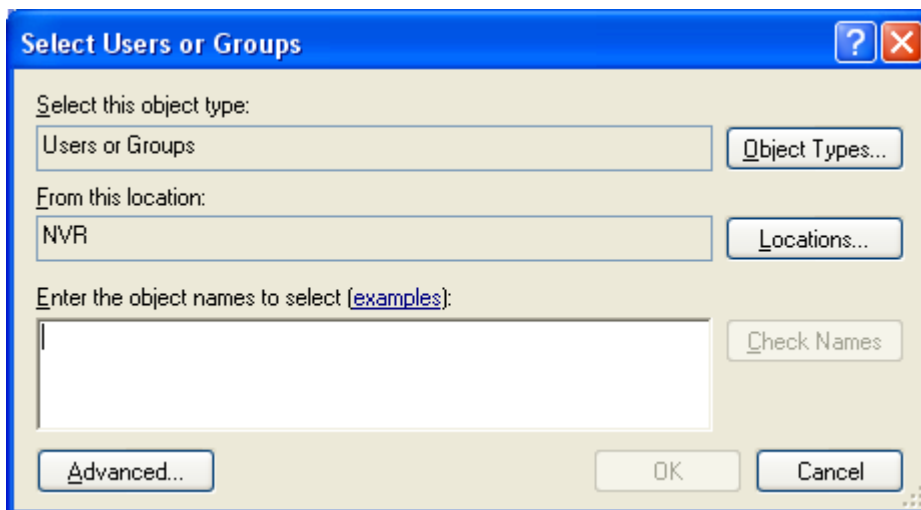 Select Users or Groups
?
Select this object type:
Users or Groups
Object Types...
From this location:
NVR
Locations...
Enter the object names to select (examples):
Check Names
Advanced...
OK
Cancel